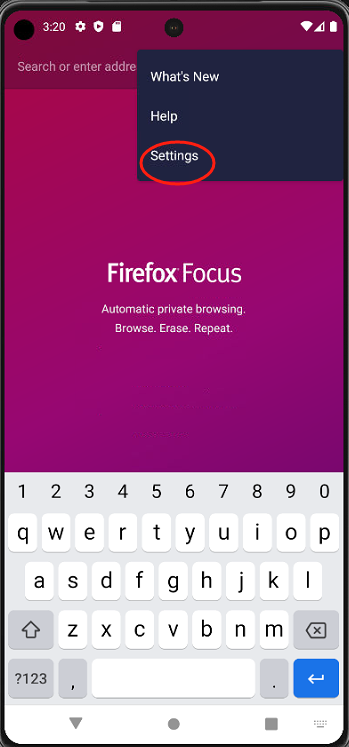 3:20
Search or enter addre
What's New
Help
Settings
Firefox Focus
Automatic private browsing.
Browse. Erase. Repeat.
1 2 3 4 5 6 7 8 9 0
q w e r t y u i o p
a s d f g h j k l
z x c v b n m
?123 , .